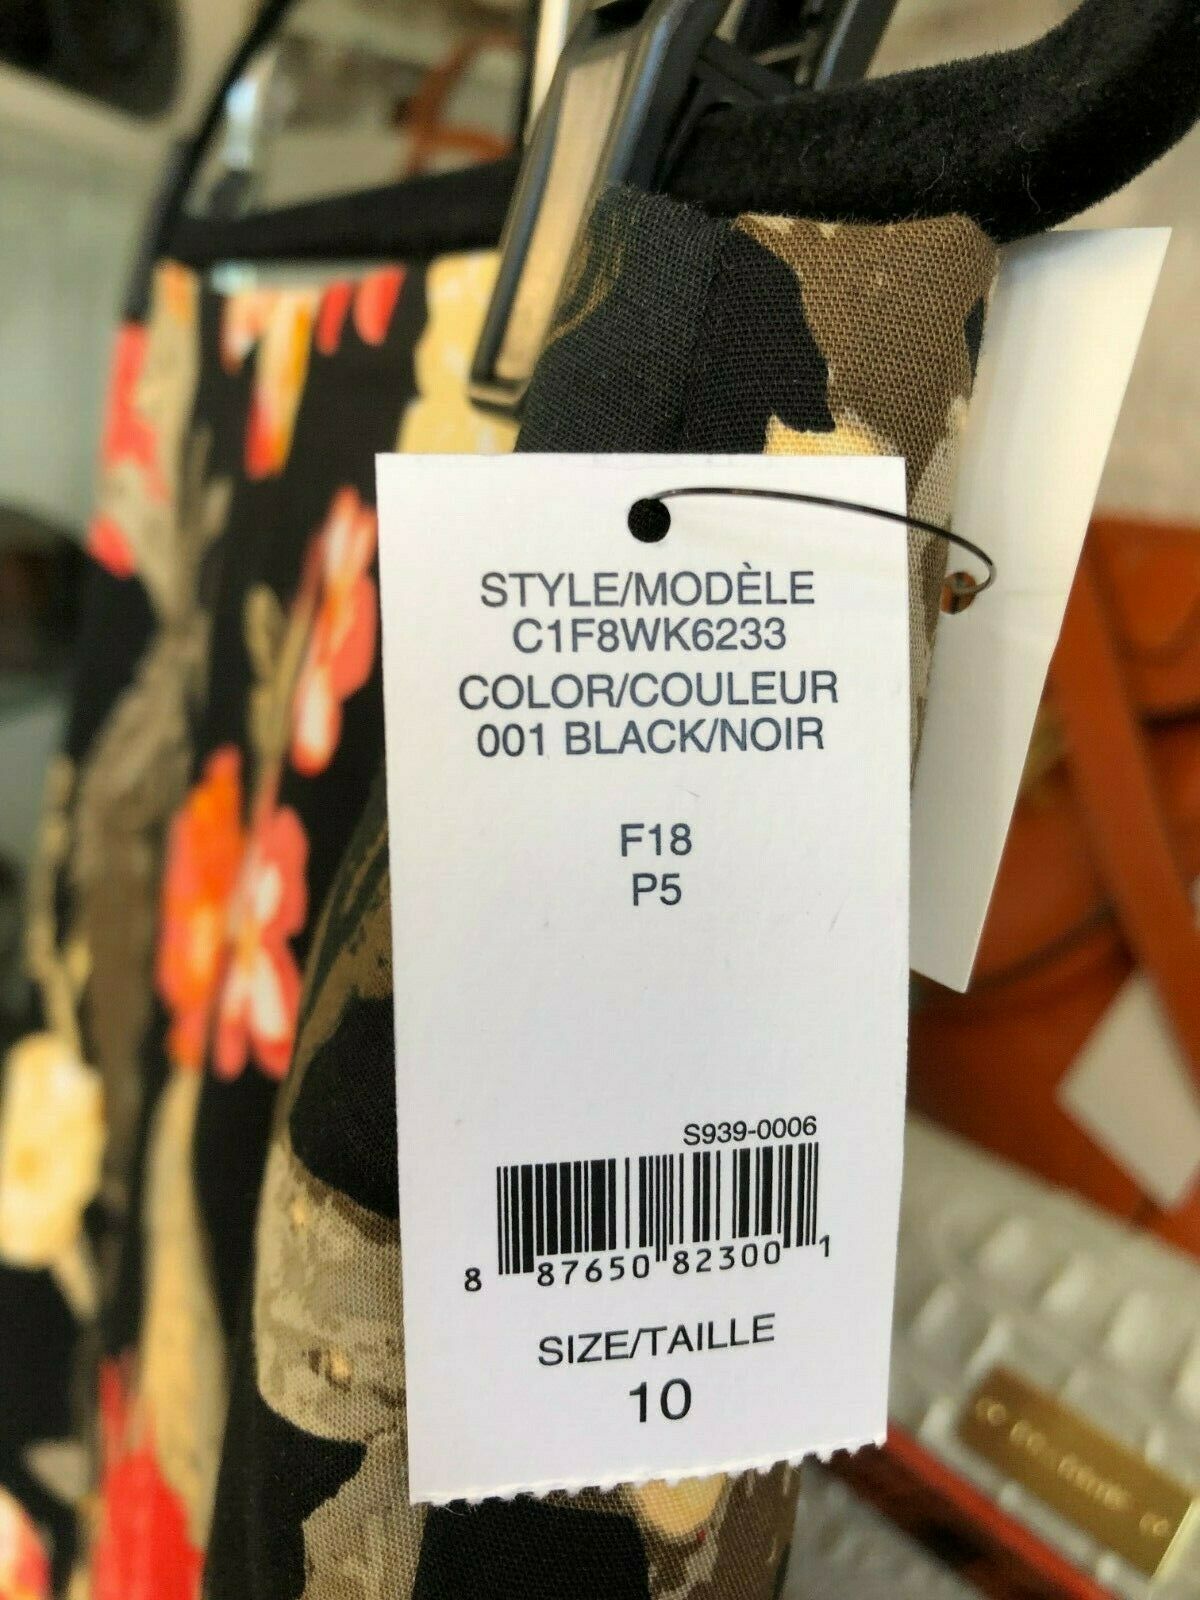 STYLE/MODÈLE
C1F8WK6233
COLOR/COULEUR
001 BLACK/NOIR
F18
P5
S939-0006
8 87650 82300 1
SIZE/TAILLE
10